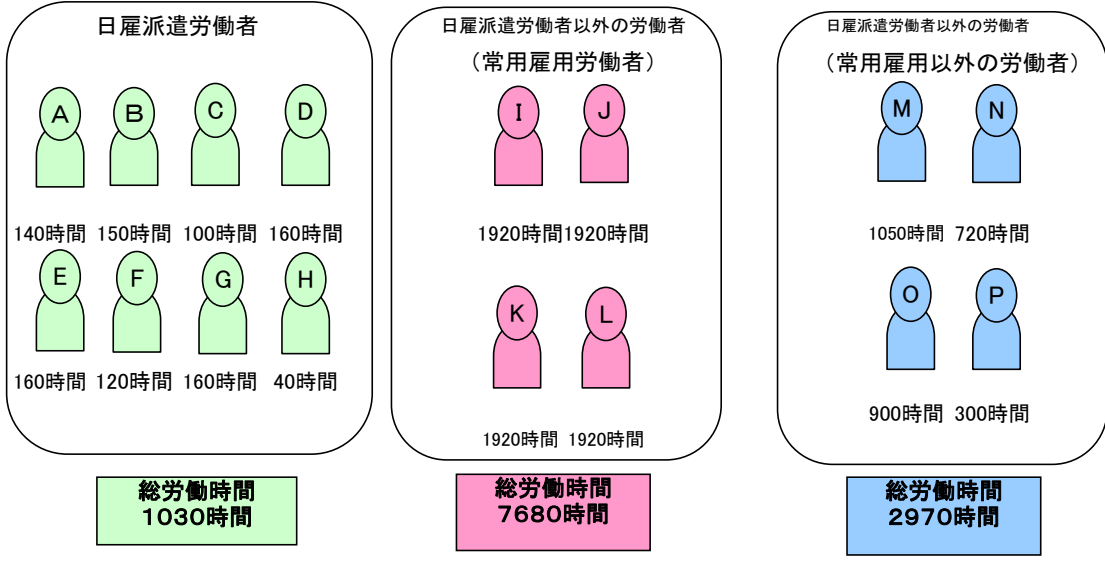 日雇派遣労働者
A B C D
140時間 150時間 100時間 160時間
E F G H
160時間 120時間 160時間 40時間
総労働時間
1030時間
日雇派遣労働者以外の労働者
（常用雇用労働者）
I J
1920時間 1920時間
K L
1920時間 1920時間
総労働時間
7680時間
日雇派遣労働者以外の労働者
（常用雇用以外の労働者）
M N
1050時間 720時間
O P
900時間 300時間
総労働時間
2970時間